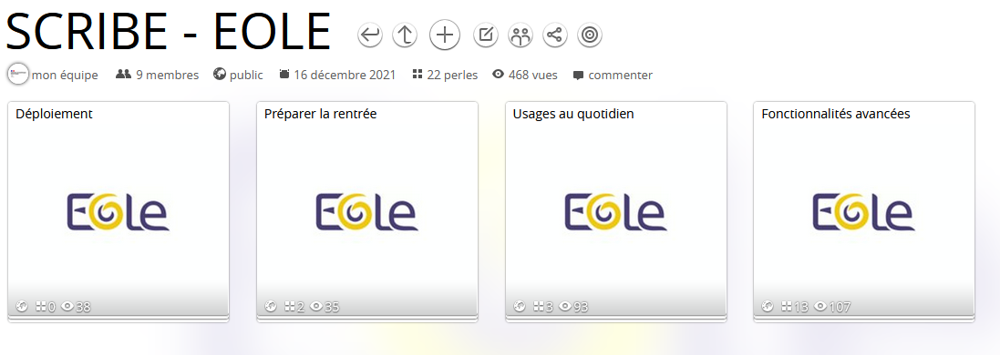 SCRIBE - EOLE
mon équipe 9 membres public 16 décembre 2021 22 perles 468 vues commenter
Déploiement Préparer la rentrée Usages au quotidien Fonctionnalités avancées
EOLe EOLe EOLe EOLe
0 38 2 35 3 93 13 107